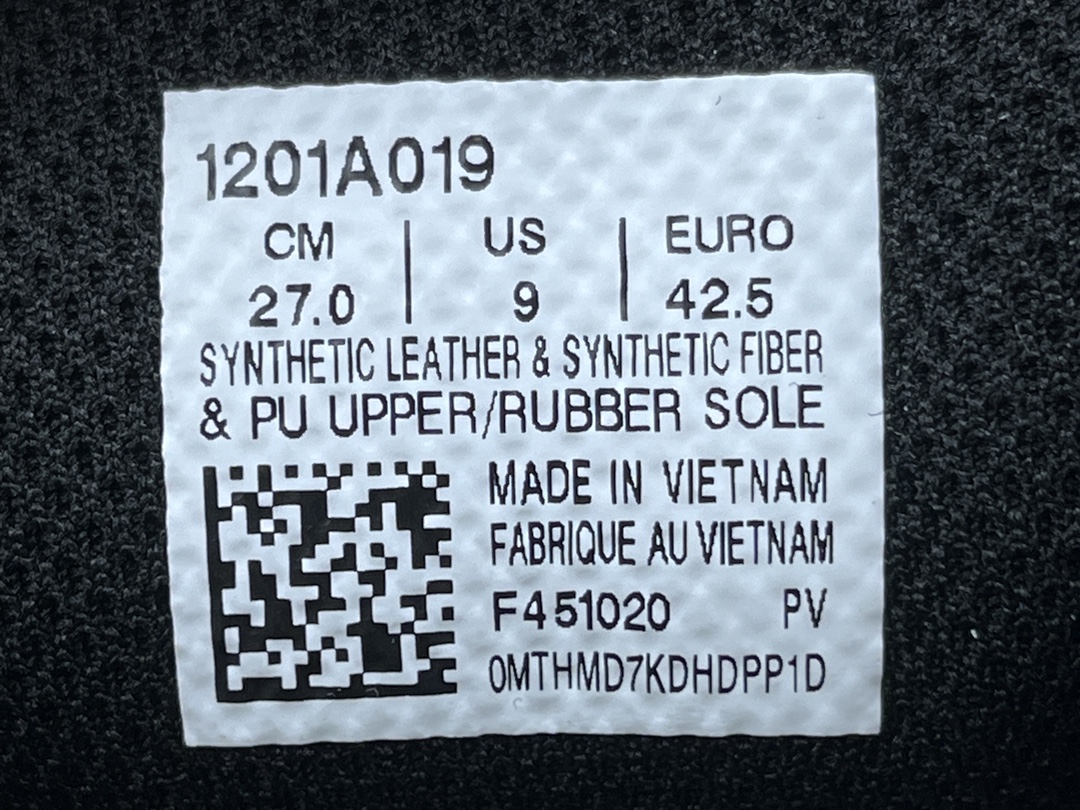 1201A019
CM | US | EURO
27.0 | 9 | 42.5
SYNTHETIC LEATHER & SYNTHETIC FIBER
& PU UPPER/RUBBER SOLE
MADE IN VIETNAM
FABRIQUE AU VIETNAM
F451020 PV
0MTHMD7KDHDPP1D